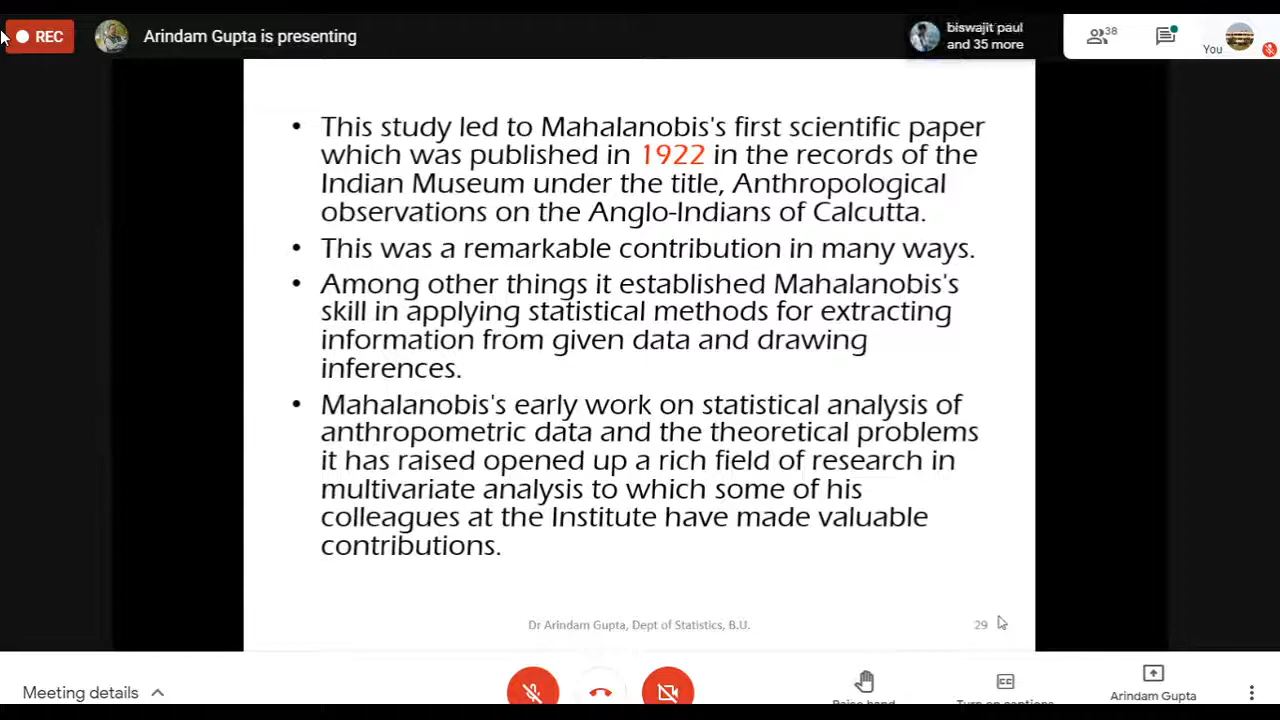 REC
Arindam Gupta is presenting
biswajit paul
and 35 more
38
You
• This study led to Mahalanobis's first scientific paper
which was published in 1922 in the records of the
Indian Museum under the title, Anthropological
observations on the Anglo-Indians of Calcutta.
• This was a remarkable contribution in many ways.
• Among other things it established Mahalanobis's
skill in applying statistical methods for extracting
information from given data and drawing
inferences.
• Mahalanobis's early work on statistical analysis of
anthropometric data and the theoretical problems
it has raised opened up a rich field of research in
multivariate analysis to which some of his
colleagues at the Institute have made valuable
contributions.
Dr Arindam Gupta, Dept of Statistics, B.U.
29
Meeting details
Raise hand
CC
Turn on captions
Arindam Gupta